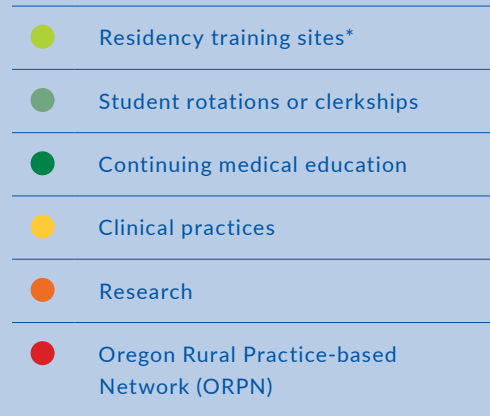 Residency training sites*
Student rotations or clerkships
Continuing medical education
Clinical practices
Research
Oregon Rural Practice-based
Network (ORPN)